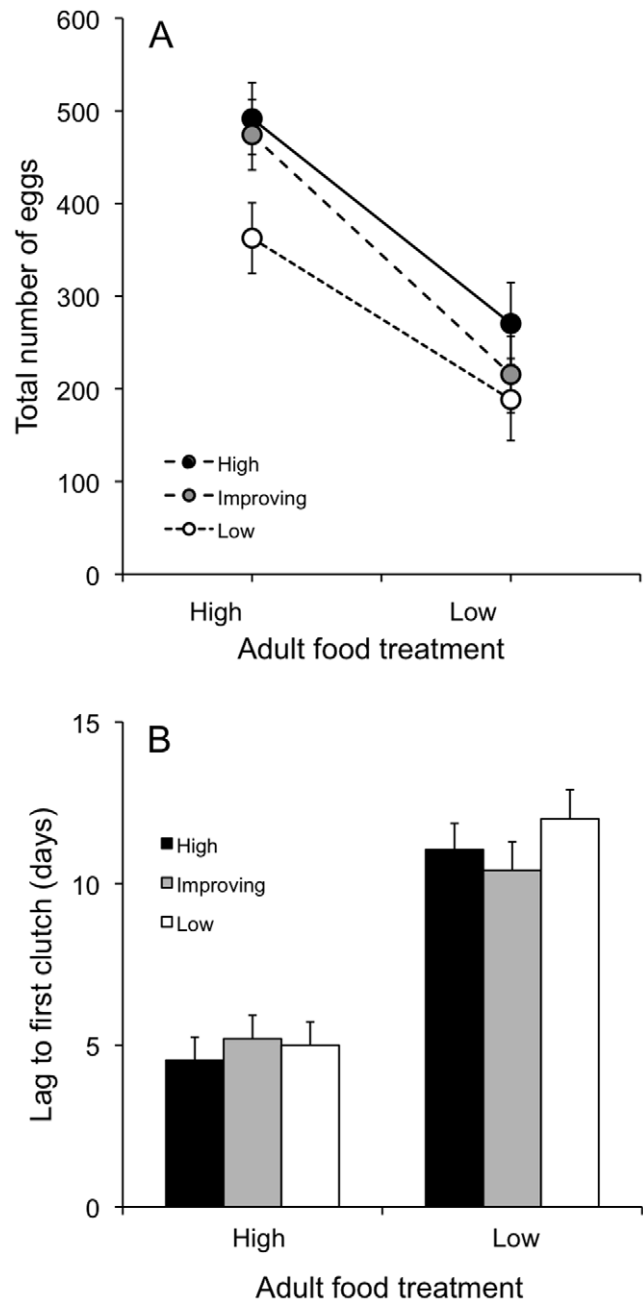 A
600
500
400
300
200
100
0
Total number of eggs
High
Improving
Low
High Low
Adult food treatment
B
15
10
5
0
Lag to first clutch (days)
High
Improving
Low
High Low
Adult food treatment